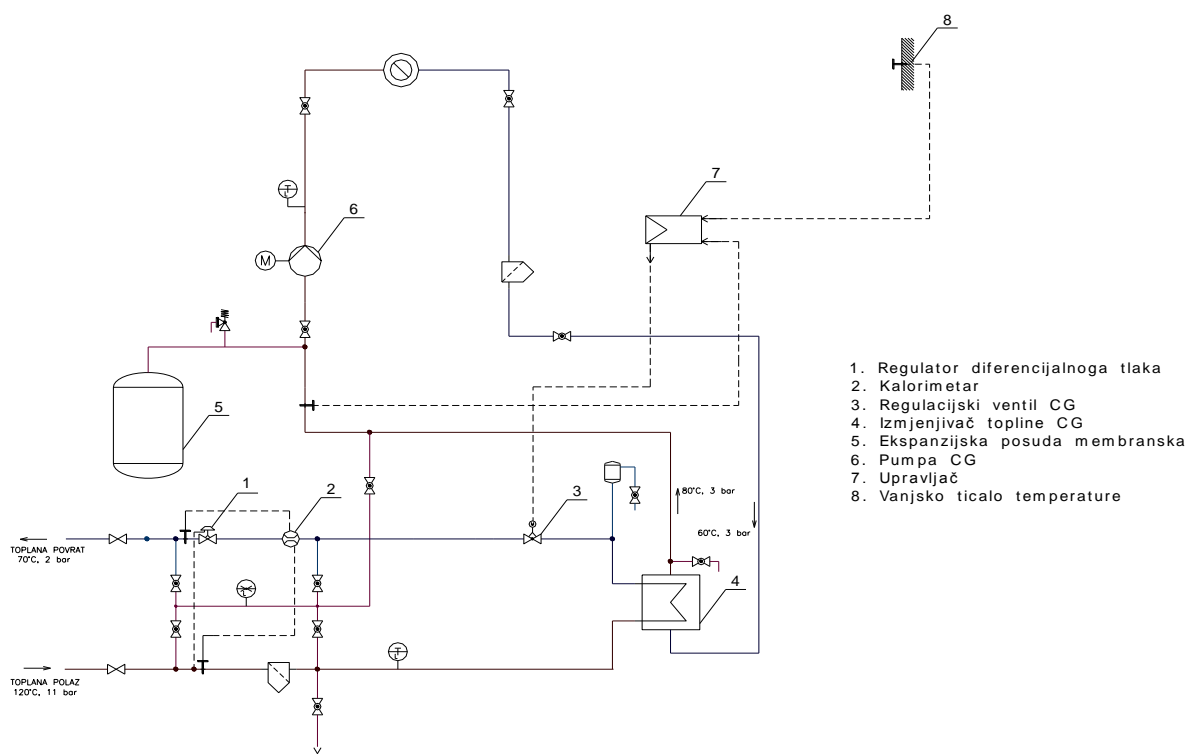 8
7
6
M
T
L
5
1. Regulator diferencijalnoga tlaka
2. Kalorimetar
3. Regulacijski ventil CG
4. Izmjenjivač topline CG
5. Ekspanzijska posuda membranska
6. Pumpa CG
7. Upravljač
8. Vanjsko ticalo temperature
1
2
3
80°C, 3 bar
60°C, 3 bar
TOPLANA POVRAT
70°C, 2 bar
4
T
L
TOPLANA POLAZ
120°C, 11 bar